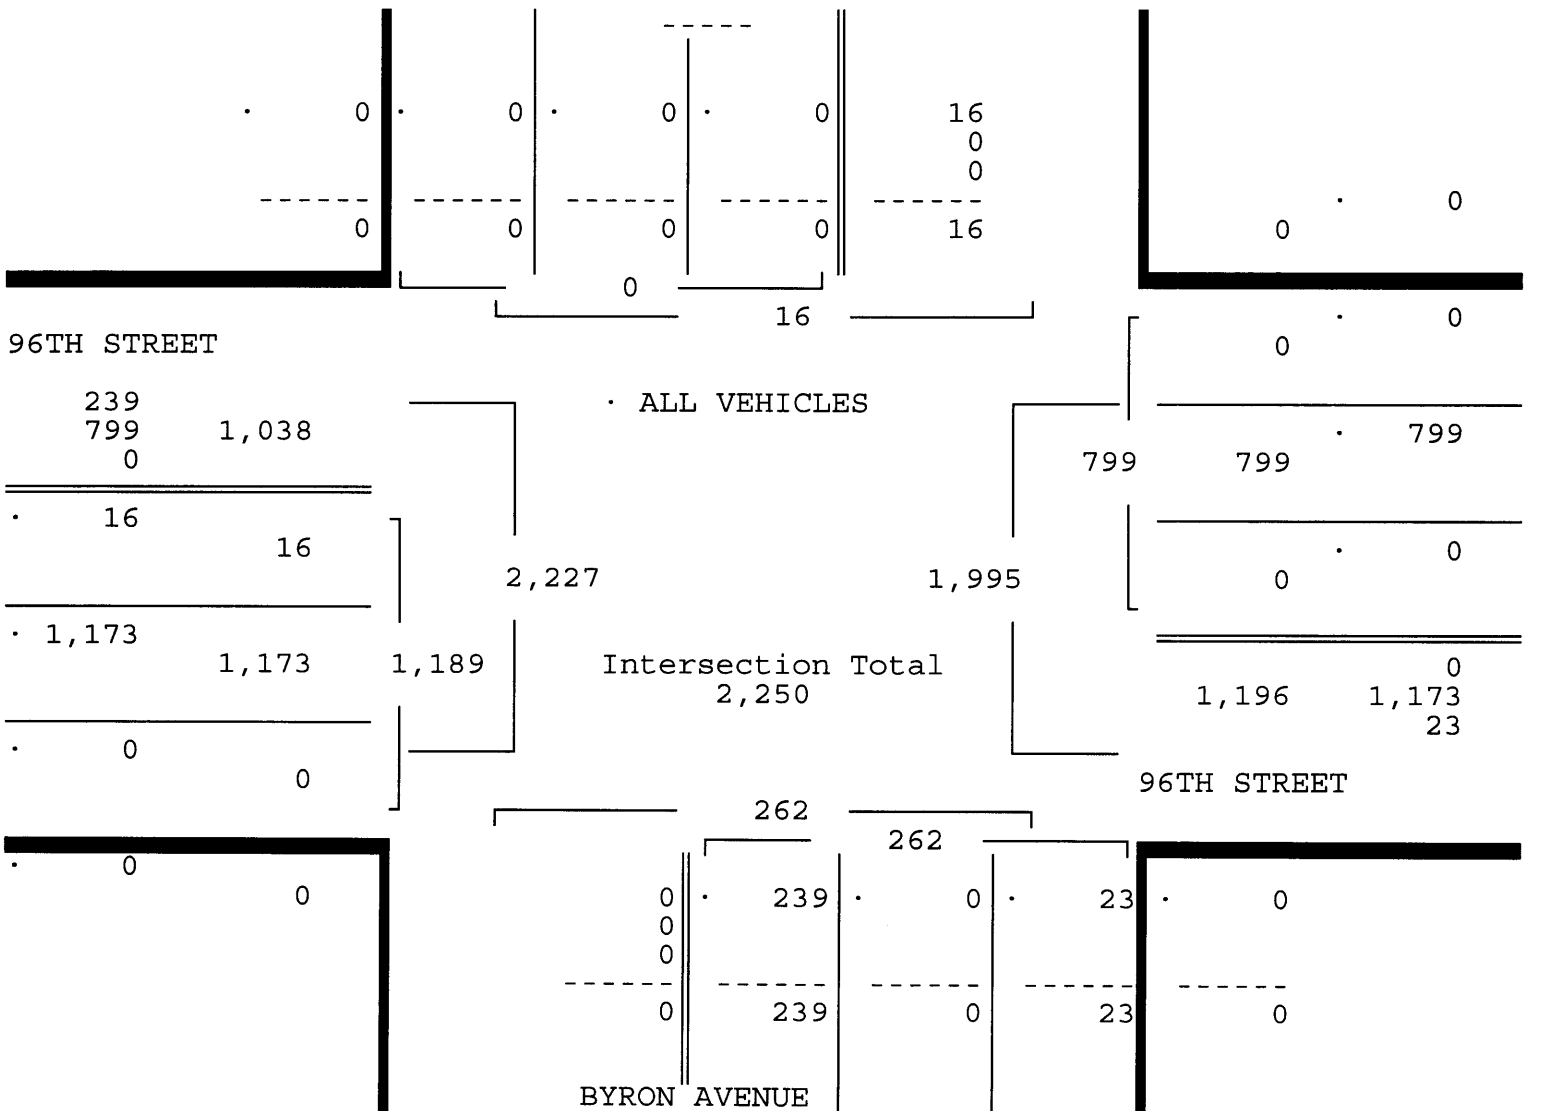 · 0 · 0 · 0 · 0 16
0
0
· 0
0 0 0 0 16 0
0
16 · 0
96TH STREET 0
239 · ALL VEHICLES
799 1,038 · 799
0 799 799
· 16
16 · 0
2,227 1,995 0
· 1,173
1,173 1,189 Intersection Total 0
2,250 1,196 1,173
23
· 0
0 96TH STREET
262
262
· 0
0 0 · 239 · 0 · 23 · 0
0
0
0 239 0 23 0
BYRON AVENUE